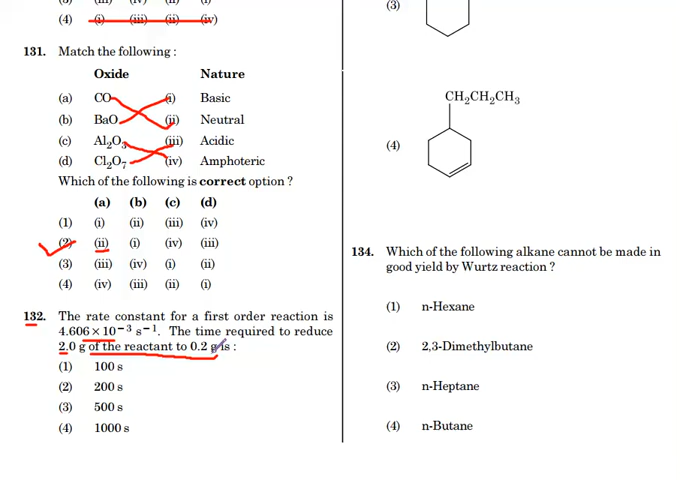 (4) (i) (iii) (ii) (iv)
131. Match the following :
Oxide Nature
(a) CO (i) Basic
(b) BaO (ii) Neutral
(c) Al₂O₃ (iii) Acidic
(d) Cl₂O₇ (iv) Amphoteric
Which of the following is correct option ?
(a) (b) (c) (d)
(1) (i) (ii) (iii) (iv)
(2) (ii) (i) (iv) (iii)
(3) (iii) (iv) (i) (ii)
(4) (iv) (iii) (ii) (i)
132. The rate constant for a first order reaction is
4.606 × 10⁻³ s⁻¹. The time required to reduce
2.0 g of the reactant to 0.2 g is :
(1) 100 s
(2) 200 s
(3) 500 s
(4) 1000 s
(3)
CH₂CH₂CH₃
(4)
134. Which of the following alkane cannot be made in
good yield by Wurtz reaction ?
(1) n-Hexane
(2) 2,3-Dimethylbutane
(3) n-Heptane
(4) n-Butane